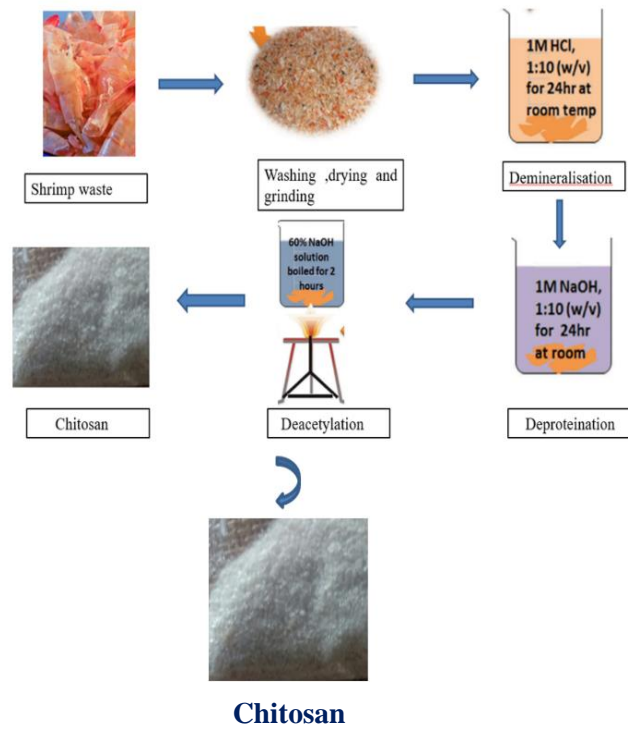 1M HCl,
1:10 (w/v)
for 24hr at
room temp
Shrimp waste
Washing ,drying and
grinding
Demineralisation
1M NaOH,
1:10 (w/v)
for 24hr
at room
Deproteination
60% NaOH
solution
boiled for 2
hours
Deacetylation
Chitosan
Chitosan